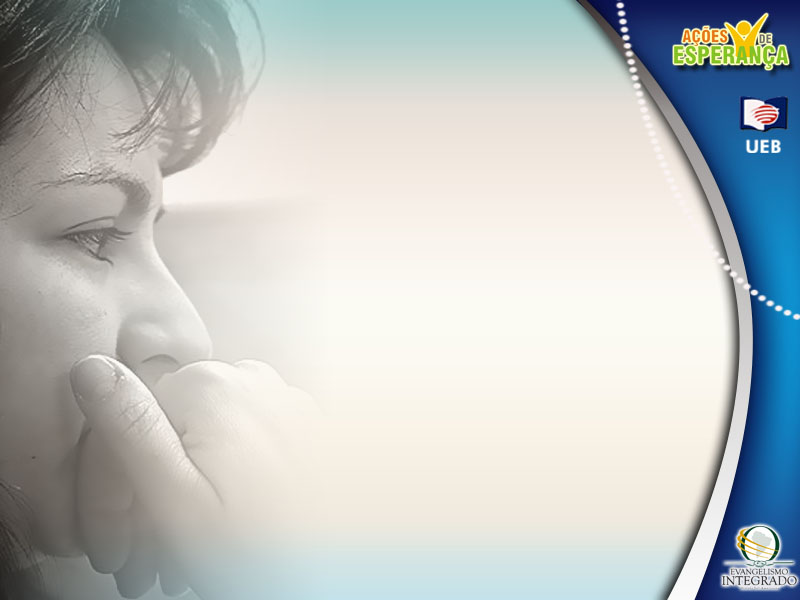 AÇÕES DE
ESPERANÇA
UEB
EVANGELISMO
INTEGRADO